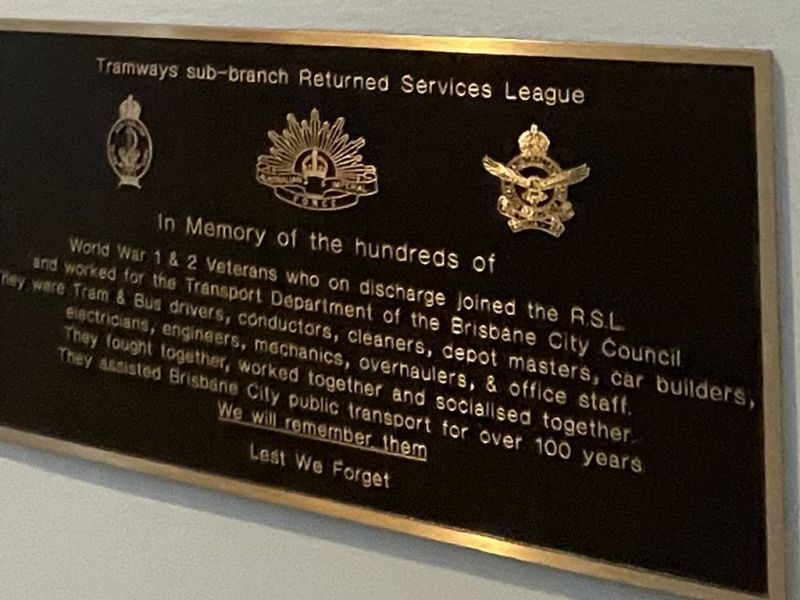 Tramways sub-branch Returned Services League
AUSTRALIAN IMPERIAL
FORCE
In Memory of the hundreds of
World War 1 & 2 Veterans who on discharge joined the R.S.L.
and worked for the Transport Department of the Brisbane City Council
They were Tram & Bus drivers, conductors, cleaners, depot masters, car builders,
electricians, engineers, mechanics, overhaulers, & office staff.
They fought together, worked together and socialised together.
They assisted Brisbane City public transport for over 100 years
We will remember them
Lest We Forget